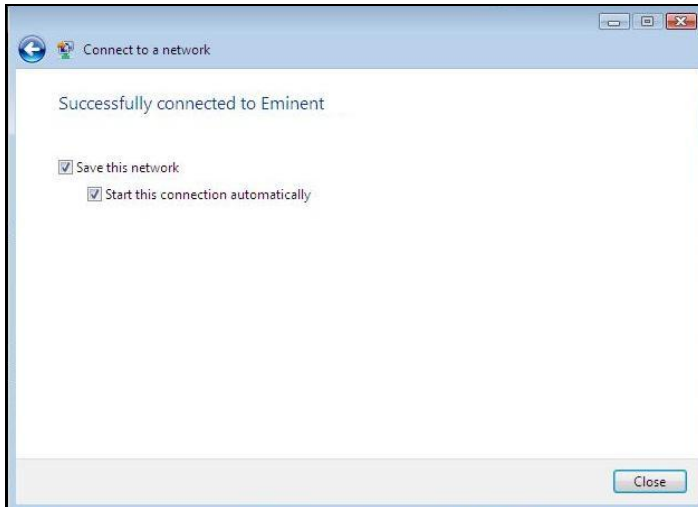 Connect to a network
Successfully connected to Eminent
Save this network
Start this connection automatically
Close